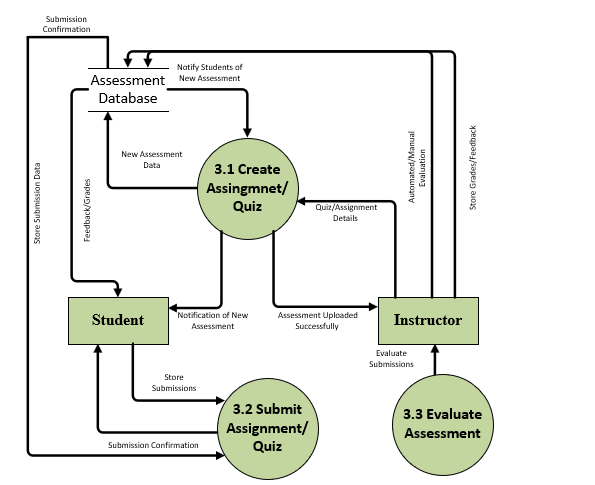 Submission
Confirmation
Assessment
Database
Notify Students of
New Assessment
New Assessment
Data
3.1 Create
Assingmnet/
Quiz
Automated/Manual
Evaluation
Store Grades/Feedback
Store Submission Data
Feedback/Grades
Quiz/Assignment
Details
Student
Notification of New
Assessment
Assessment Uploaded
Successfully
Instructor
Evaluate
Submissions
Store
Submissions
3.2 Submit
Assignment/
Quiz
3.3 Evaluate
Assessment
Submission Confirmation